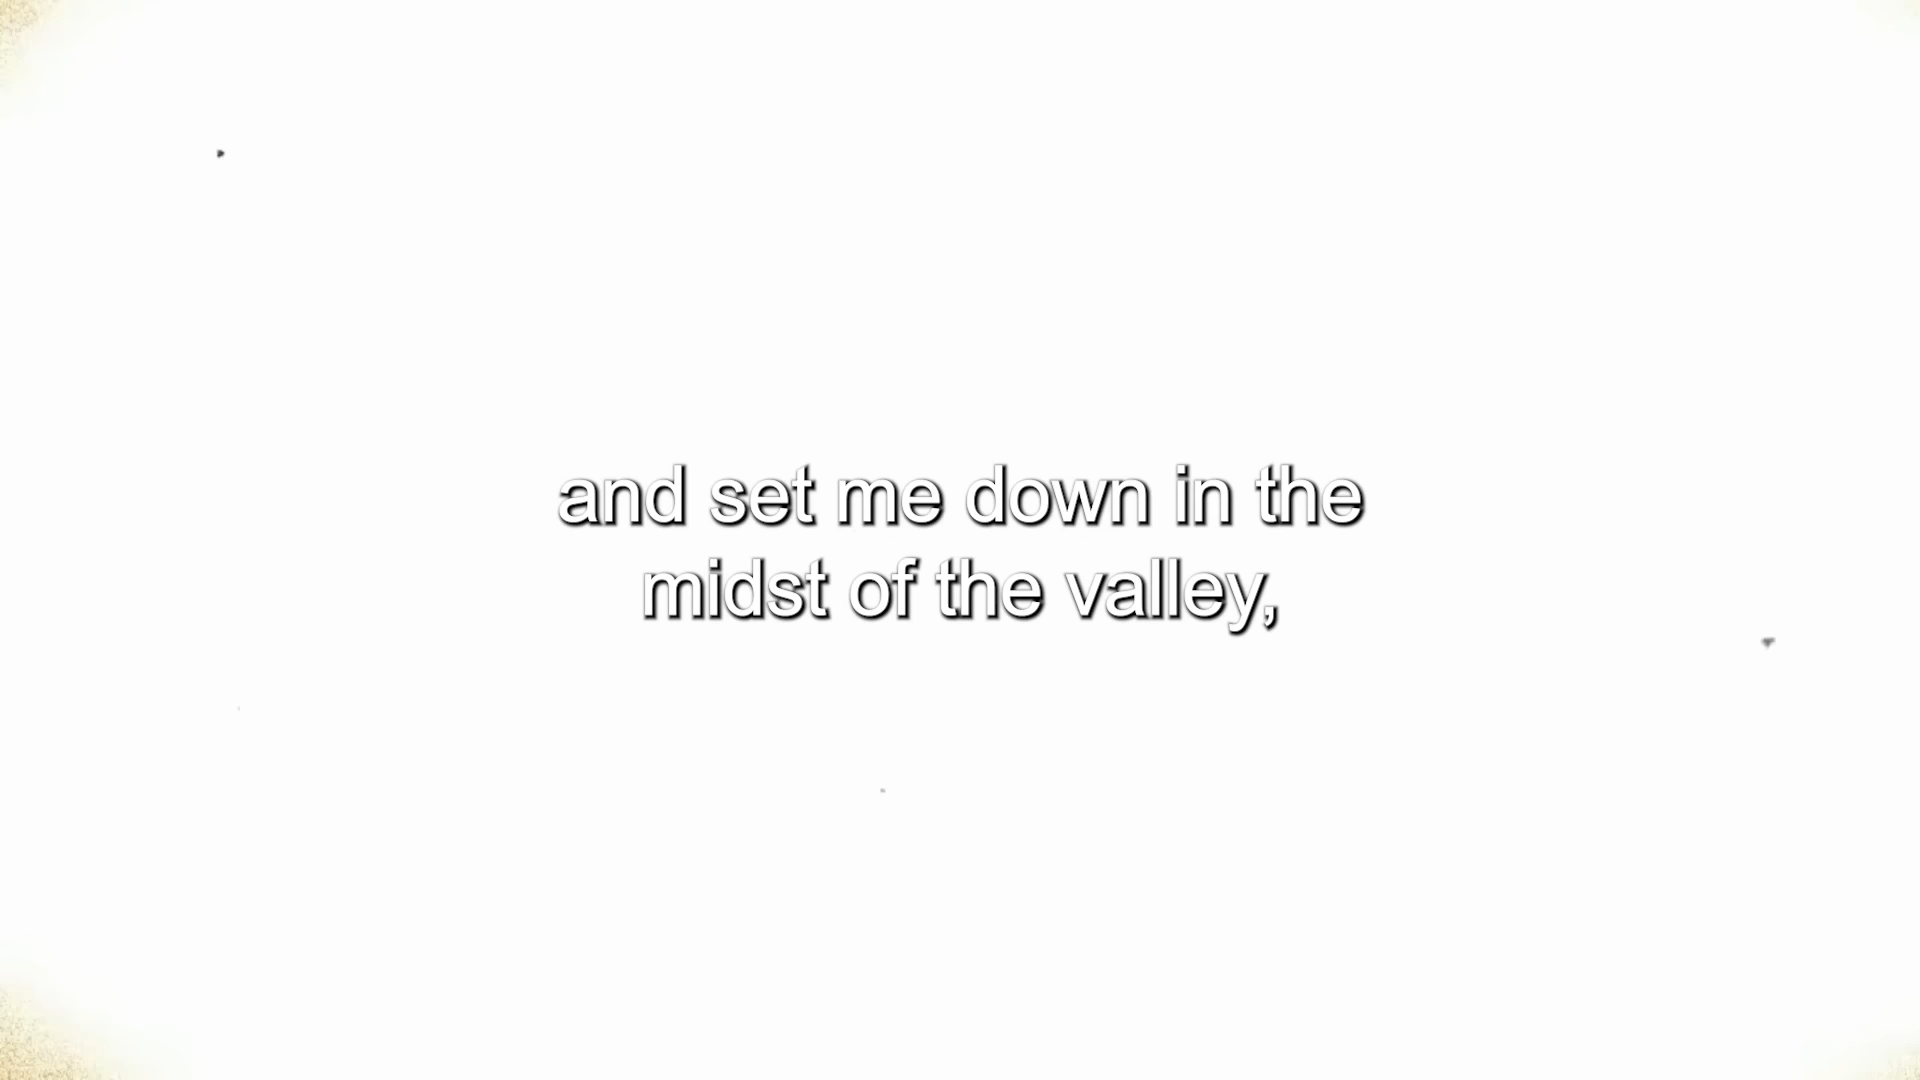 and set me down in the
midst of the valley,